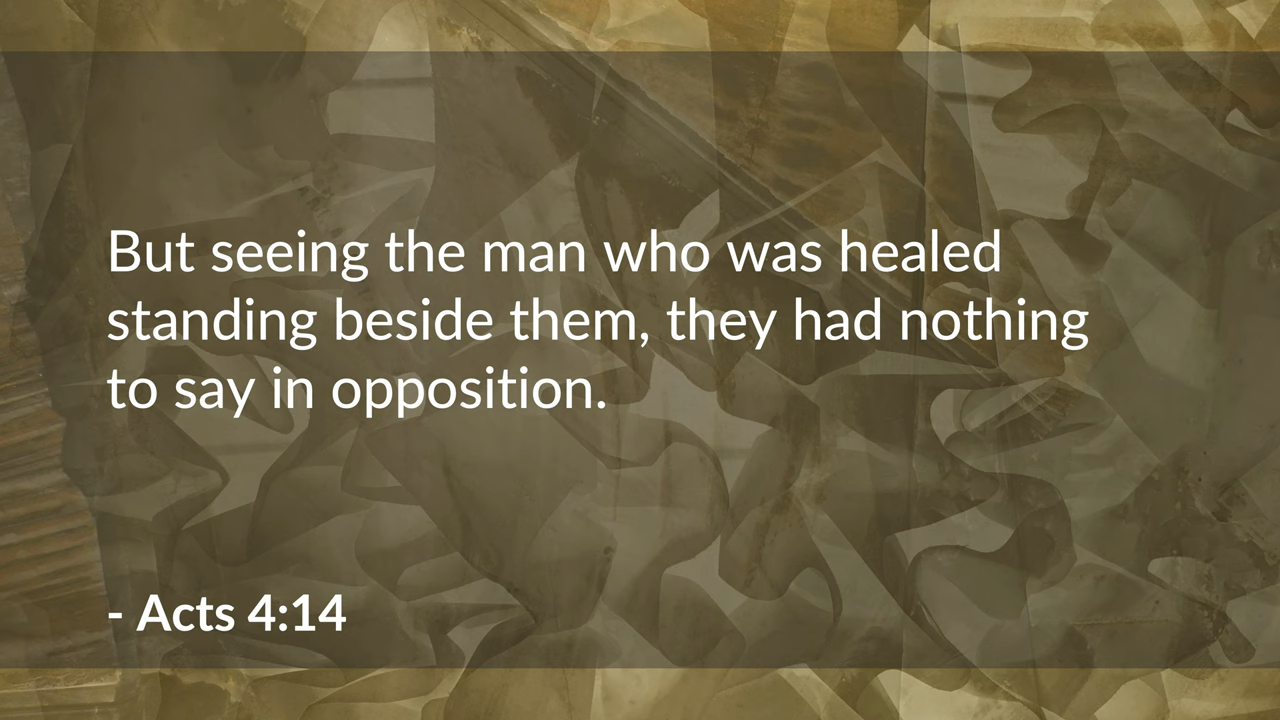 But seeing the man who was healed
standing beside them, they had nothing
to say in opposition.
- Acts 4:14